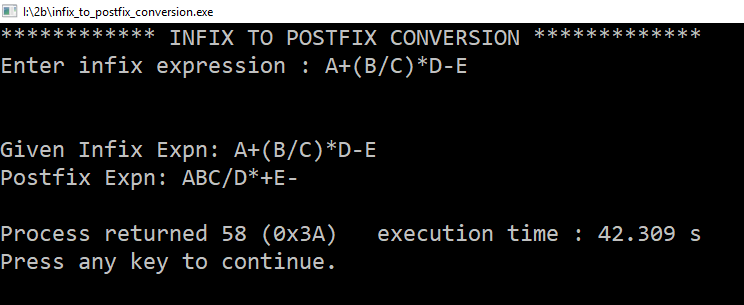 I:\2b\infix_to_postfix_conversion.exe
************ INFIX TO POSTFIX CONVERSION *************
Enter infix expression : A+(B/C)*D-E
Given Infix Expn: A+(B/C)*D-E
Postfix Expn: ABC/D*+E-
Process returned 58 (0x3A)   execution time : 42.309 s
Press any key to continue.